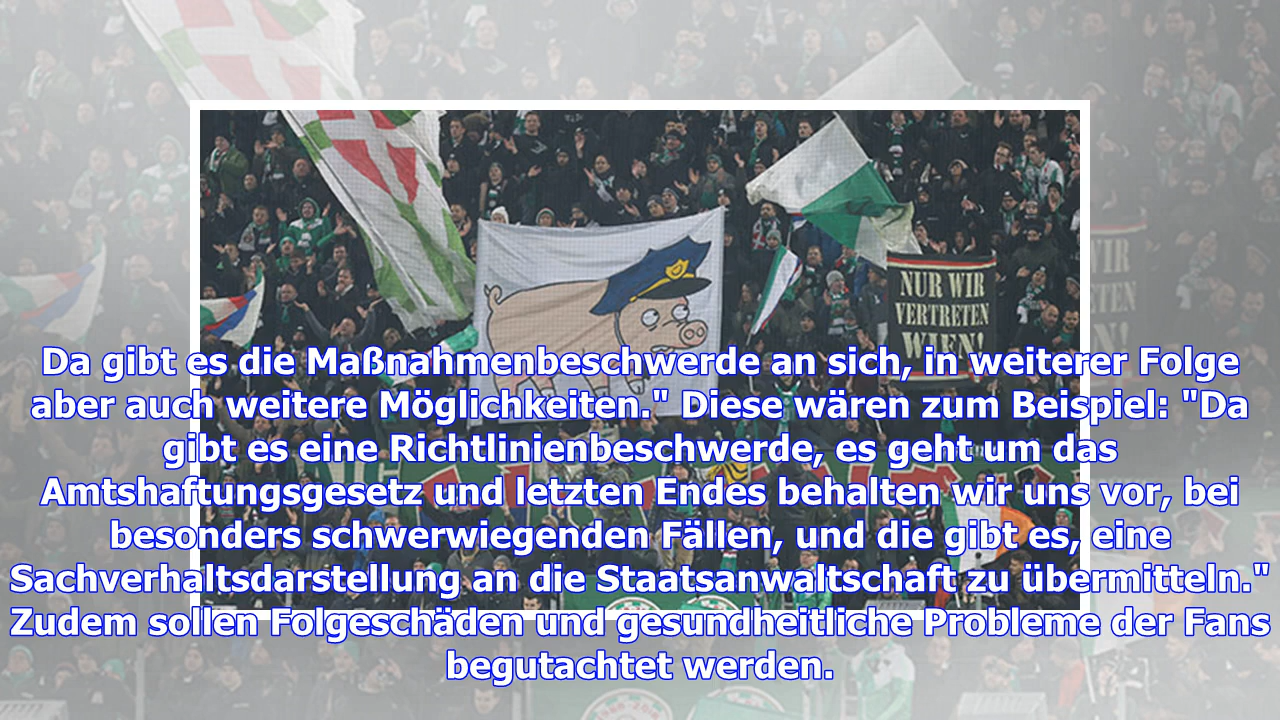 NUR WIR
VERTRETEN
WIEN!
Da gibt es die Maßnahmenbeschwerde an sich, in weiterer Folge
aber auch weitere Möglichkeiten." Diese wären zum Beispiel: "Da
gibt es eine Richtlinienbeschwerde, es geht um das
Amtshaftungsgesetz und letzten Endes behalten wir uns vor, bei
besonders schwerwiegenden Fällen, und die gibt es, eine
Sachverhaltsdarstellung an die Staatsanwaltschaft zu übermitteln."
Zudem sollen Folgeschäden und gesundheitliche Probleme der Fans
begutachtet werden.